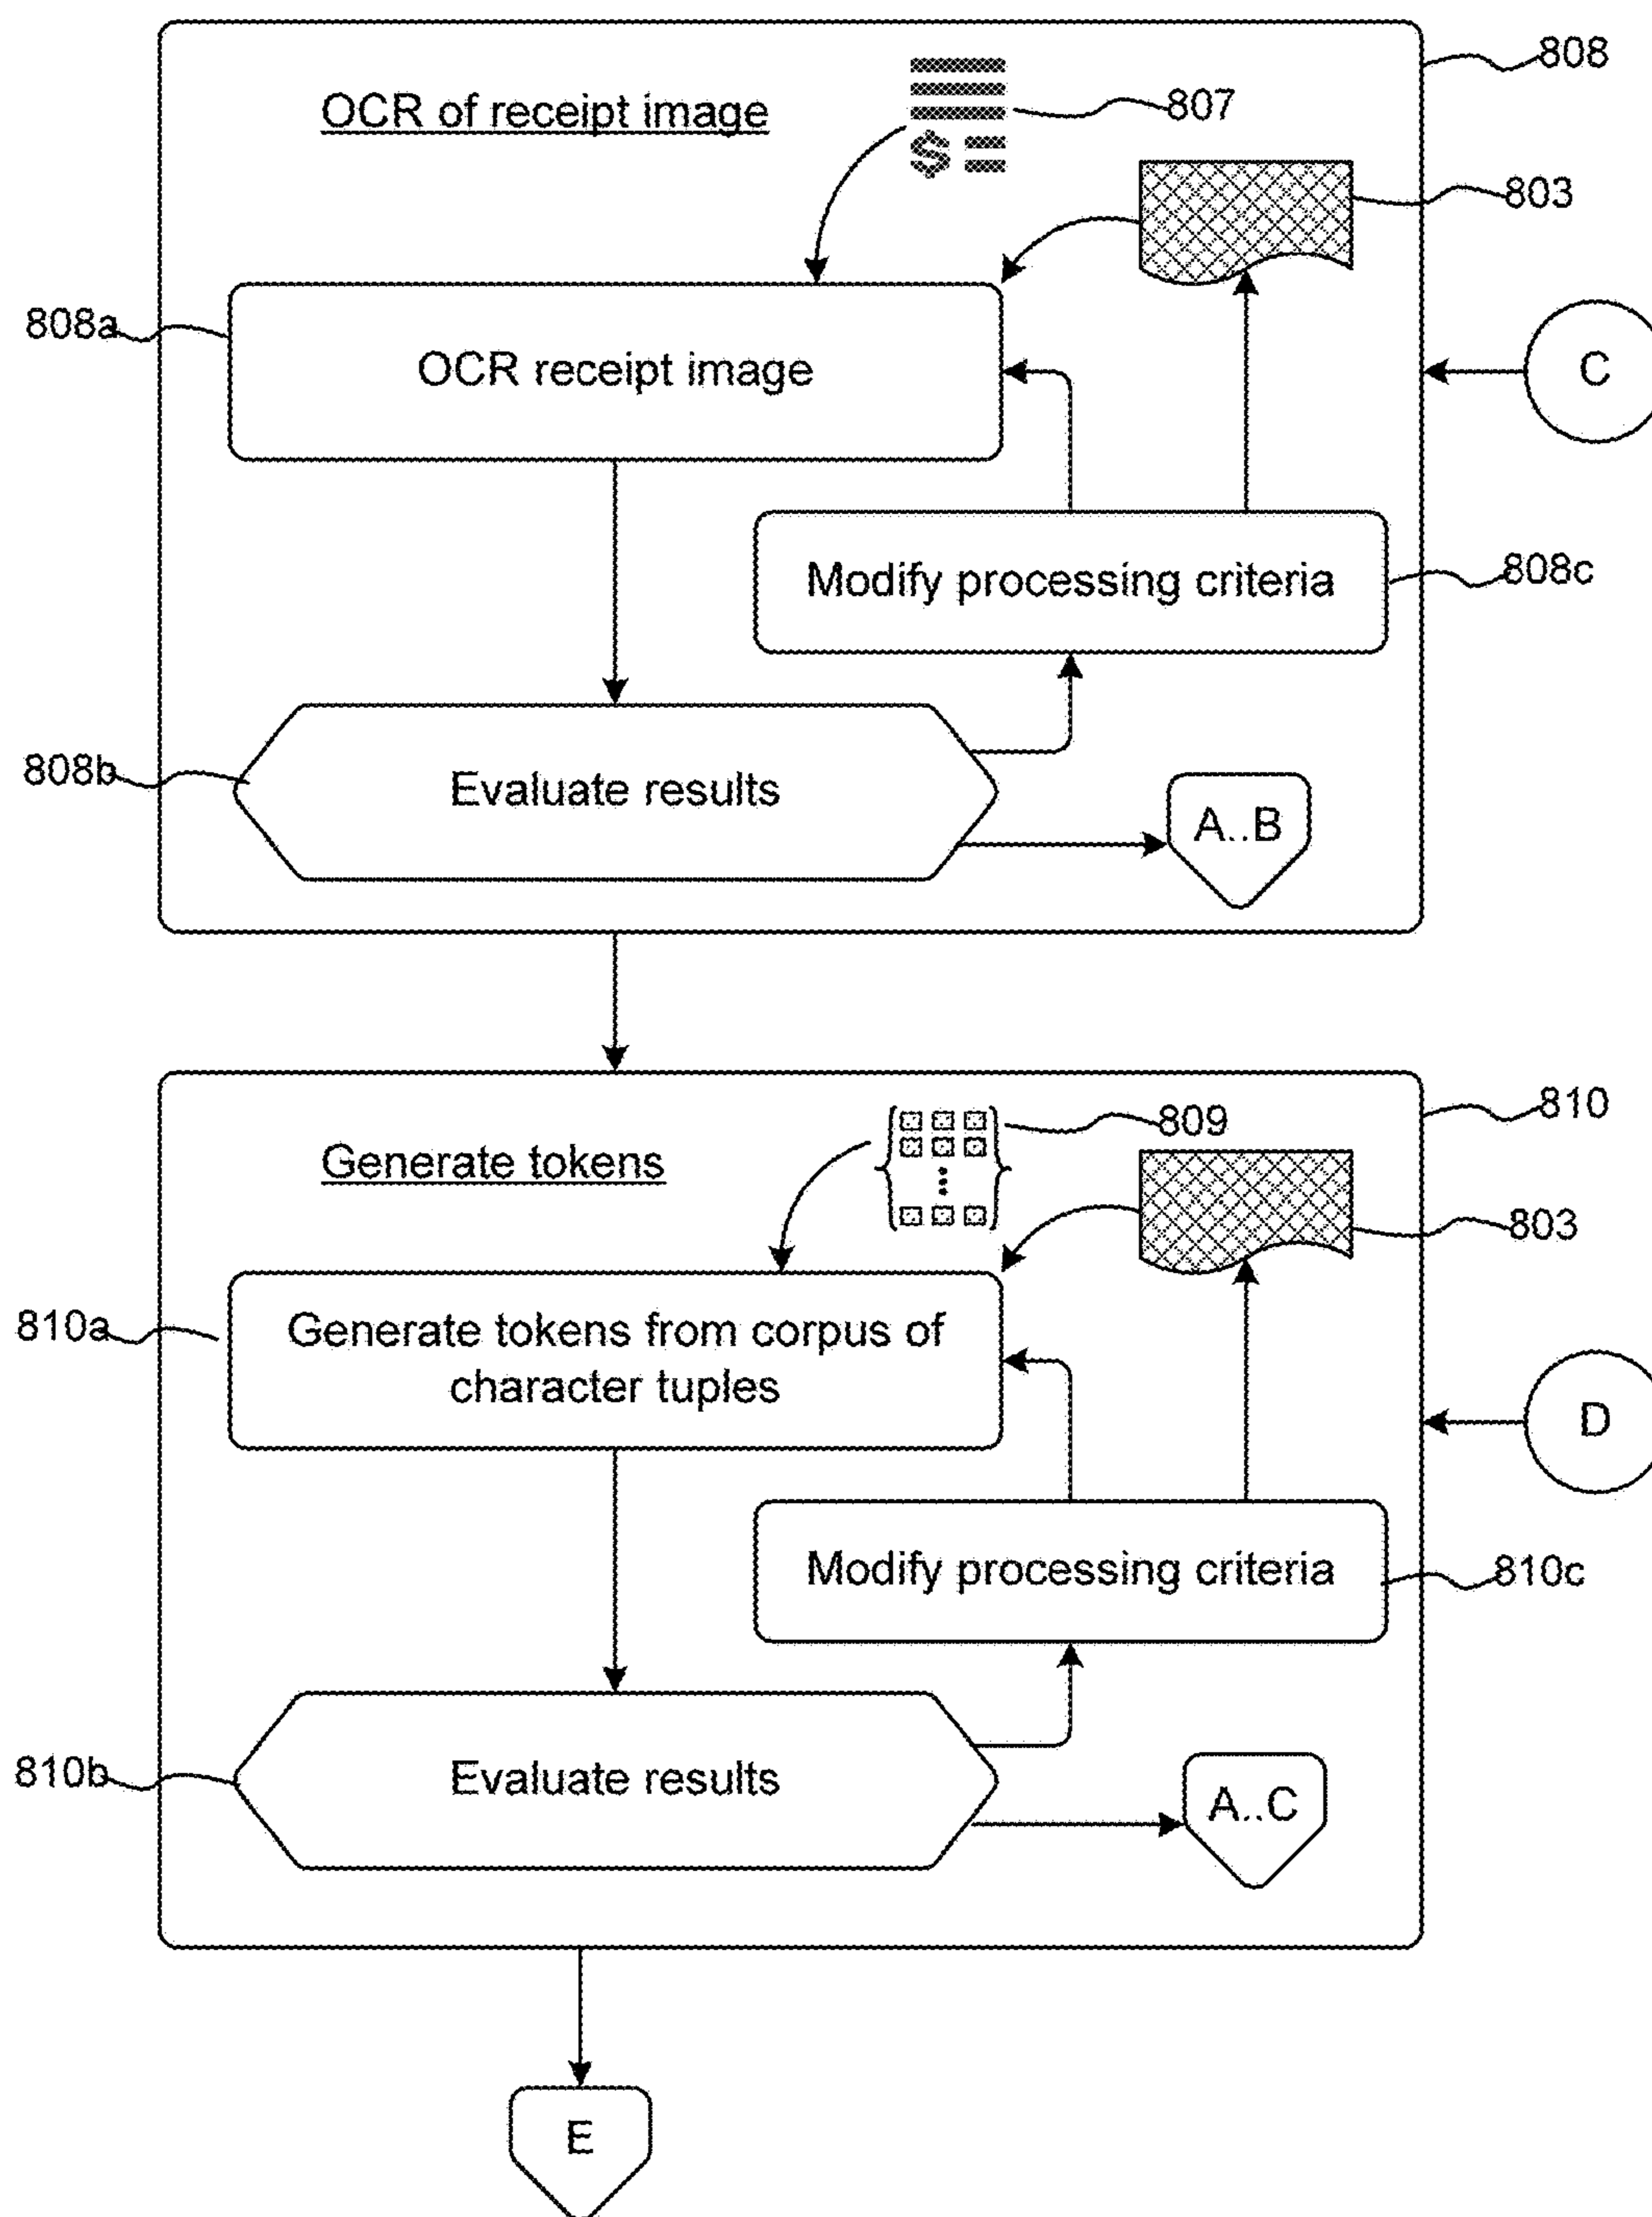 808
OCR of receipt image
807
$
803
808a
OCR receipt image
C
Modify processing criteria
808c
808b
Evaluate results
A..B
810
Generate tokens
809
803
810a
Generate tokens from corpus of
character tuples
D
Modify processing criteria
810c
810b
Evaluate results
A..C
E